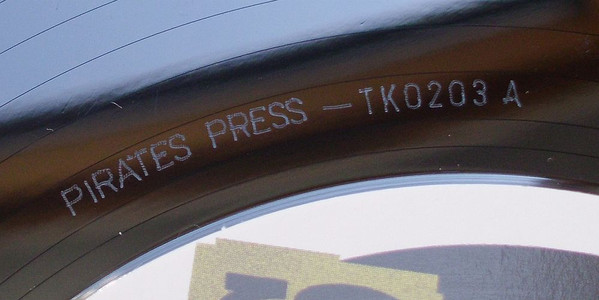 PIRATES PRESS — TK0203 A